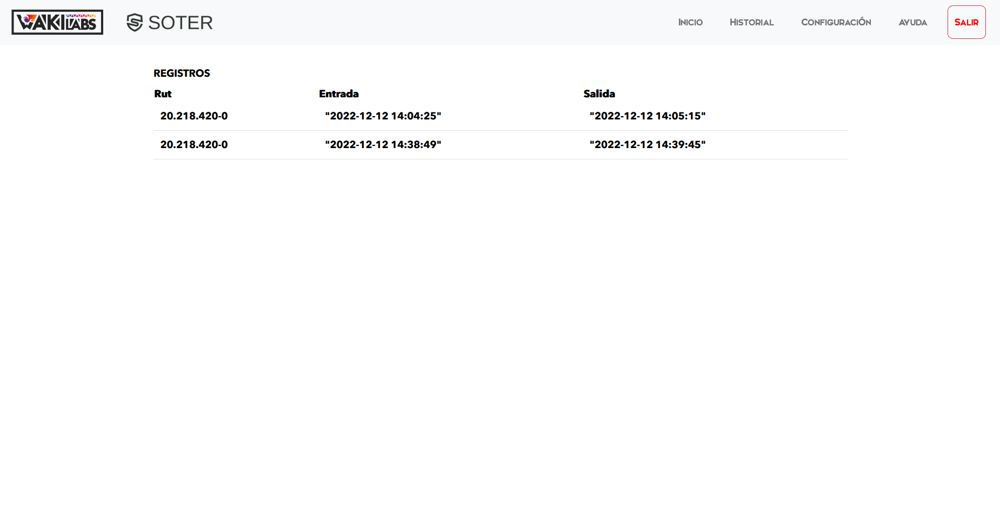 WAKI LABS SOTER INICIO HISTORIAL CONFIGURACIÓN AYUDA SALIR
REGISTROS
Rut Entrada Salida
20.218.420-0 "2022-12-12 14:04:25" "2022-12-12 14:05:15"
20.218.420-0 "2022-12-12 14:38:49" "2022-12-12 14:39:45"